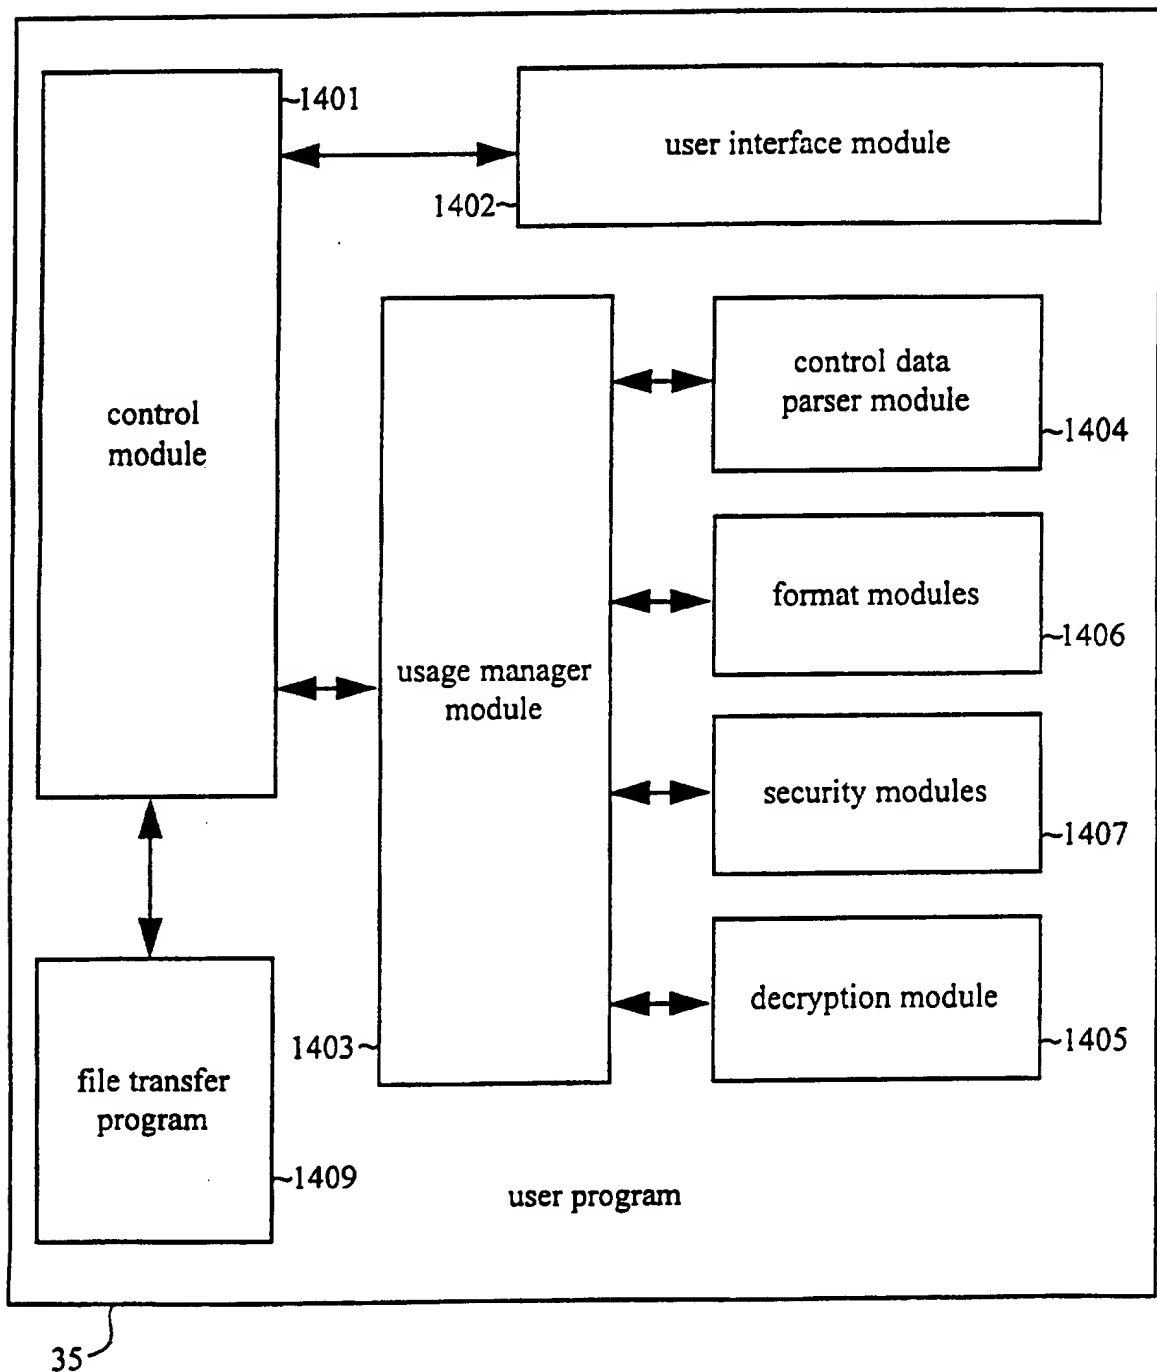 1401
user interface module
1402
control
module
control data
parser module
1404
format modules
1406
usage manager
module
security modules
1407
decryption module
1405
1403
file transfer
program
1409
user program
35